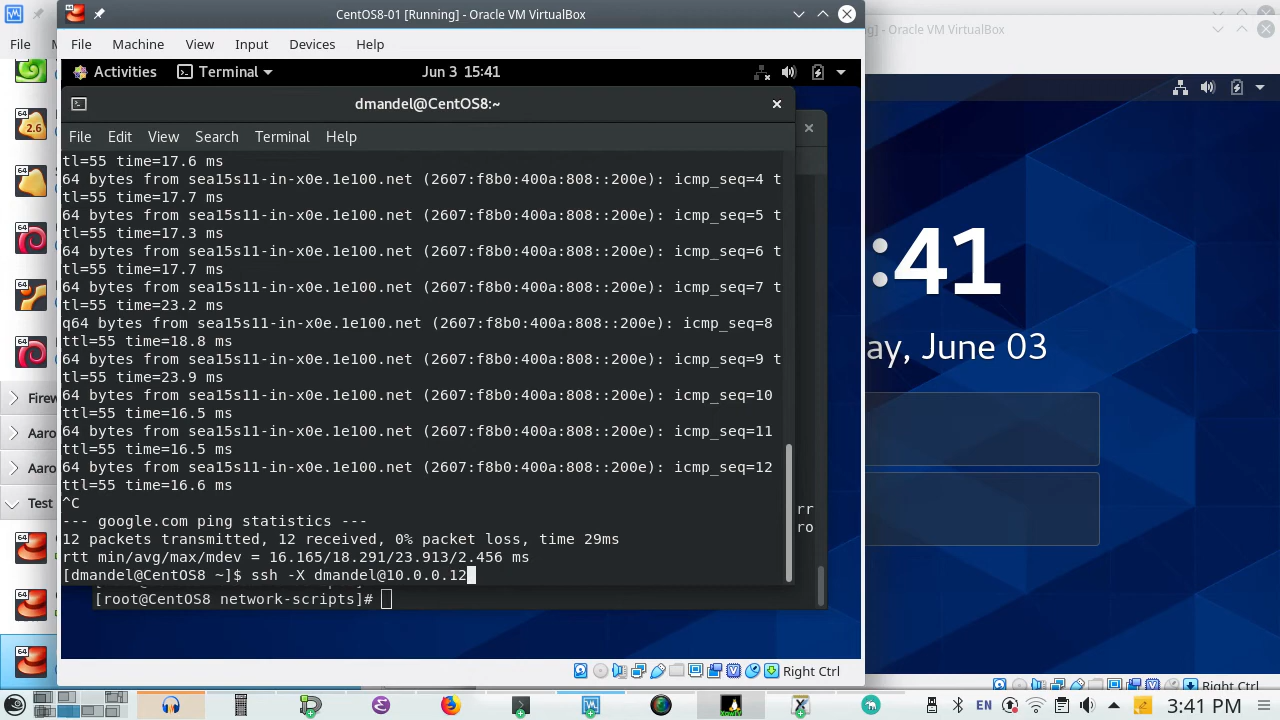 CentOS8-01 [Running] - Oracle VM VirtualBox
File Machine View Input Devices Help
Activities Terminal Jun 3 15:41
dmandel@CentOS8:~
File Edit View Search Terminal Help
tl=55 time=17.6 ms
64 bytes from sea15s11-in-x0e.1e100.net (2607:f8b0:400a:808::200e): icmp_seq=4 t
tl=55 time=17.7 ms
64 bytes from sea15s11-in-x0e.1e100.net (2607:f8b0:400a:808::200e): icmp_seq=5 t
tl=55 time=17.3 ms
64 bytes from sea15s11-in-x0e.1e100.net (2607:f8b0:400a:808::200e): icmp_seq=6 t
tl=55 time=17.7 ms
64 bytes from sea15s11-in-x0e.1e100.net (2607:f8b0:400a:808::200e): icmp_seq=7 t
tl=55 time=23.2 ms
q64 bytes from sea15s11-in-x0e.1e100.net (2607:f8b0:400a:808::200e): icmp_seq=8
ttl=55 time=18.8 ms
64 bytes from sea15s11-in-x0e.1e100.net (2607:f8b0:400a:808::200e): icmp_seq=9 t
tl=55 time=23.9 ms
64 bytes from sea15s11-in-x0e.1e100.net (2607:f8b0:400a:808::200e): icmp_seq=10
ttl=55 time=16.5 ms
64 bytes from sea15s11-in-x0e.1e100.net (2607:f8b0:400a:808::200e): icmp_seq=11
ttl=55 time=16.5 ms
64 bytes from sea15s11-in-x0e.1e100.net (2607:f8b0:400a:808::200e): icmp_seq=12
ttl=55 time=16.6 ms
^C
--- google.com ping statistics ---
12 packets transmitted, 12 received, 0% packet loss, time 29ms
rtt min/avg/max/mdev = 16.165/18.291/23.913/2.456 ms
[dmandel@CentOS8 ~]$ ssh -X dmandel@10.0.0.12
rr
ro
[root@CentOS8 network-scripts]#
Right Ctrl
File
64
64
2.6
64
64
64
64
Firew
Aaro
Aaro
Test
64
64
64
g] - Oracle VM VirtualBox
:41
ay, June 03
Right Ctrl
EN
3:41 PM